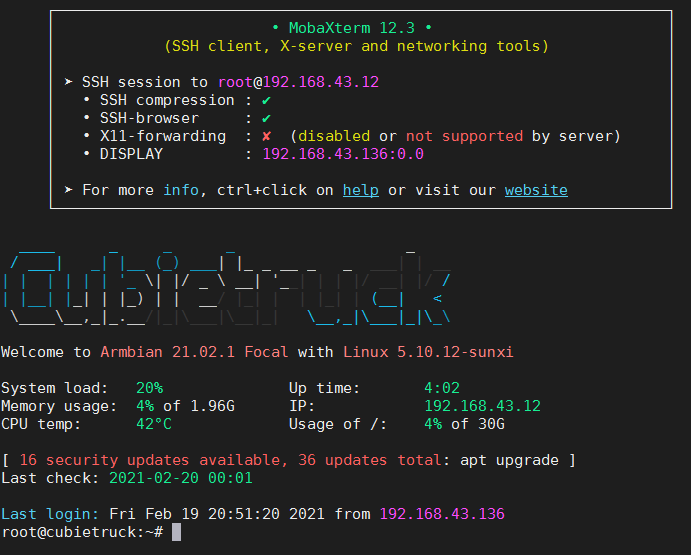 • MobaXterm 12.3 •
(SSH client, X-server and networking tools)
➤ SSH session to root@192.168.43.12
• SSH compression : ✔
• SSH-browser : ✔
• X11-forwarding : ✘ (disabled or not supported by server)
• DISPLAY : 192.168.43.136:0.0
➤ For more info, ctrl+click on help or visit our website
Cubietruck
Welcome to Armbian 21.02.1 Focal with Linux 5.10.12-sunxi
System load: 20% Up time: 4:02
Memory usage: 4% of 1.96G IP: 192.168.43.12
CPU temp: 42°C Usage of /: 4% of 30G
[ 16 security updates available, 36 updates total: apt upgrade ]
Last check: 2021-02-20 00:01
Last login: Fri Feb 19 20:51:20 2021 from 192.168.43.136
root@cubietruck:~#